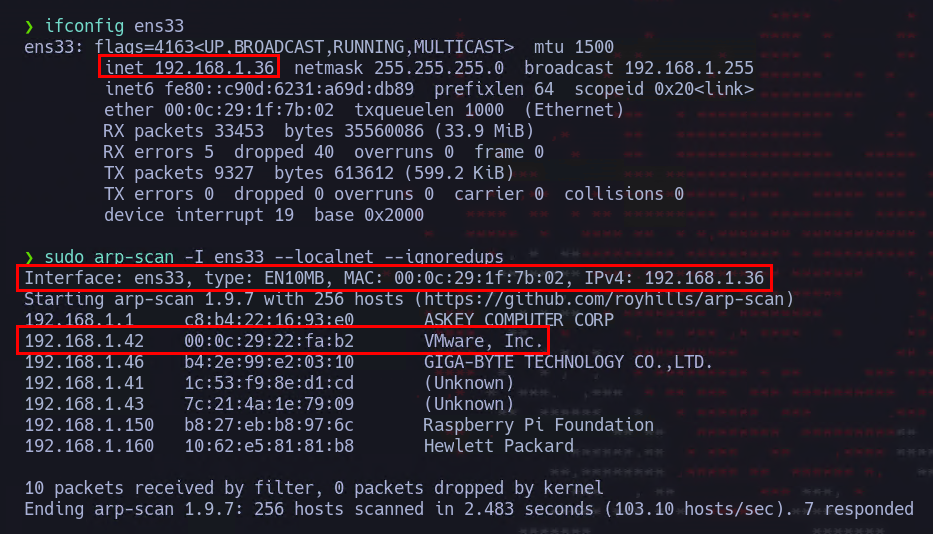 ❯ ifconfig ens33
ens33: flags=4163<UP,BROADCAST,RUNNING,MULTICAST>  mtu 1500
        inet 192.168.1.36  netmask 255.255.255.0  broadcast 192.168.1.255
        inet6 fe80::c90d:6231:a69d:db89  prefixlen 64  scopeid 0x20<link>
        ether 00:0c:29:1f:7b:02  txqueuelen 1000  (Ethernet)
        RX packets 33453  bytes 35560086 (33.9 MiB)
        RX errors 5  dropped 40  overruns 0  frame 0
        TX packets 9327  bytes 613612 (599.2 KiB)
        TX errors 0  dropped 0 overruns 0  carrier 0  collisions 0
        device interrupt 19  base 0x2000
❯ sudo arp-scan -I ens33 --localnet --ignoredups
Interface: ens33, type: EN10MB, MAC: 00:0c:29:1f:7b:02, IPv4: 192.168.1.36
Starting arp-scan 1.9.7 with 256 hosts (https://github.com/royhills/arp-scan)
192.168.1.1     c8:b4:22:16:93:e0       ASKEY COMPUTER CORP
192.168.1.42    00:0c:29:22:fa:b2       VMware, Inc.
192.168.1.46    b4:2e:99:e2:03:10       GIGA-BYTE TECHNOLOGY CO.,LTD.
192.168.1.41    1c:53:f9:8e:d1:cd       (Unknown)
192.168.1.43    7c:21:4a:1e:79:09       (Unknown)
192.168.1.150   b8:27:eb:b8:97:6c       Raspberry Pi Foundation
192.168.1.160   10:62:e5:81:81:b8       Hewlett Packard
10 packets received by filter, 0 packets dropped by kernel
Ending arp-scan 1.9.7: 256 hosts scanned in 2.483 seconds (103.10 hosts/sec). 7 responded